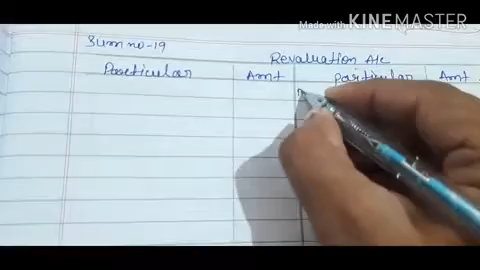 Made with KINEMASTER
Sum no-19
Revaluation A/c
Particular Amt Particular Amt